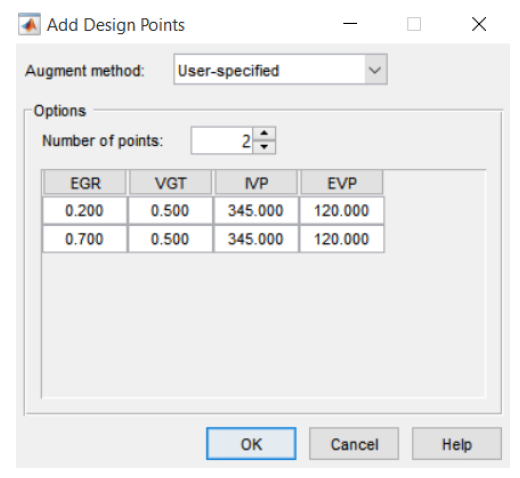 Add Design Points
Augment method: User-specified
Options
Number of points: 2
EGR VGT IVP EVP
0.200 0.500 345.000 120.000
0.700 0.500 345.000 120.000
OK Cancel Help